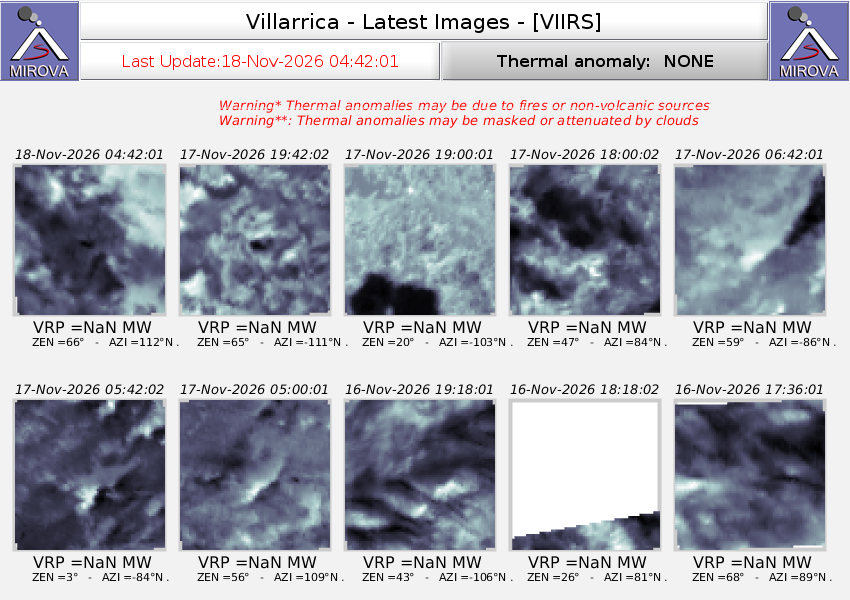 Villarrica - Latest Images - [VIIRS]
MIROVA
MIROVA
Last Update:18-Nov-2026 04:42:01
Thermal anomaly: NONE
Warning* Thermal anomalies may be due to fires or non-volcanic sources
Warning**: Thermal anomalies may be masked or attenuated by clouds
18-Nov-2026 04:42:01 17-Nov-2026 19:42:02 17-Nov-2026 19:00:01 17-Nov-2026 18:00:02 17-Nov-2026 06:42:01
VRP =NaN MW VRP =NaN MW VRP =NaN MW VRP =NaN MW VRP =NaN MW
ZEN =66° - AZI =112°N . ZEN =65° - AZI =-111°N . ZEN =20° - AZI =-103°N . ZEN =47° - AZI =84°N . ZEN =59° - AZI =-86°N .
17-Nov-2026 05:42:02 17-Nov-2026 05:00:01 16-Nov-2026 19:18:01 16-Nov-2026 18:18:02 16-Nov-2026 17:36:01
VRP =NaN MW VRP =NaN MW VRP =NaN MW VRP =NaN MW VRP =NaN MW
ZEN =3° - AZI =-84°N . ZEN =56° - AZI =109°N . ZEN =43° - AZI =-106°N . ZEN =26° - AZI =81°N . ZEN =68° - AZI =89°N .